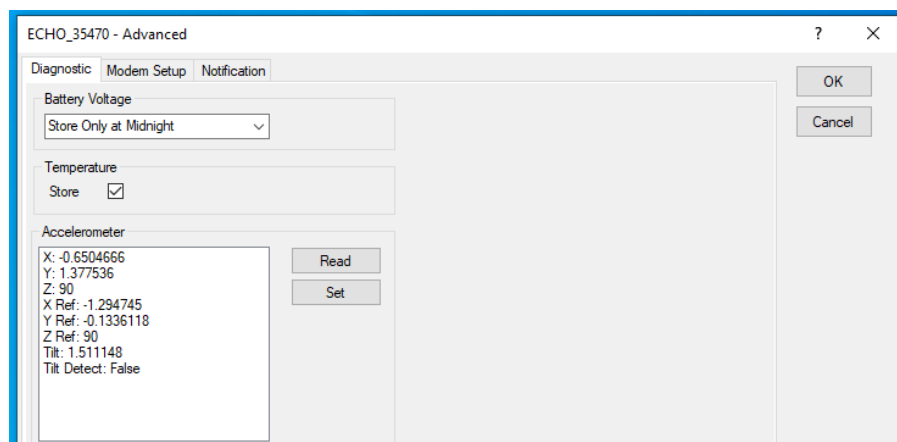 ECHO_35470 - Advanced
?
Diagnostic Modem Setup Notification
OK
Battery Voltage
Store Only at Midnight
Cancel
Temperature
Store
Accelerometer
X: -0.6504666
Y: 1.377536
Z: 90
X Ref: -1.294745
Y Ref: -0.1336118
Z Ref: 90
Tilt: 1.511148
Tilt Detect: False
Read
Set